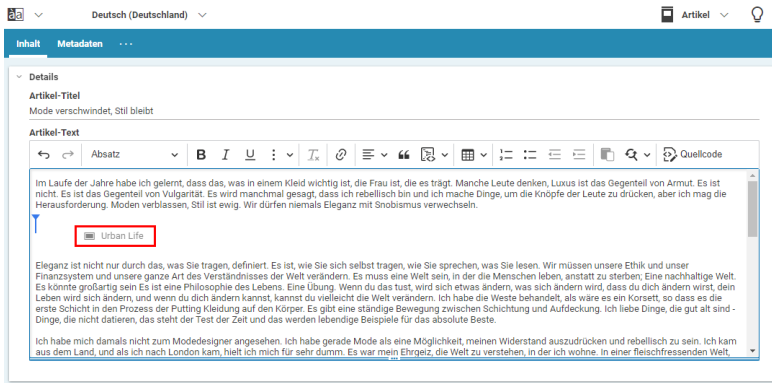 àa Deutsch (Deutschland) Artikel
Inhalt Metadaten ···
Details
Artikel-Titel
Mode verschwindet, Stil bleibt
Artikel-Text
Absatz B I U Quellcode
Im Laufe der Jahre habe ich gelernt, dass das, was in einem Kleid wichtig ist, die Frau ist, die es trägt. Manche Leute denken, Luxus ist das Gegenteil von Armut. Es ist
nicht. Es ist das Gegenteil von Vulgarität. Es wird manchmal gesagt, dass ich rebellisch bin und ich mache Dinge, um die Knöpfe der Leute zu drücken, aber ich mag die
Herausforderung. Moden verblassen, Stil ist ewig. Wir dürfen niemals Eleganz mit Snobismus verwechseln.
Urban Life
Eleganz ist nicht nur durch das, was Sie tragen, definiert. Es ist, wie Sie sich selbst tragen, wie Sie sprechen, was Sie lesen. Wir müssen unsere Ethik und unser
Finanzsystem und unsere ganze Art des Verständnisses der Welt verändern. Es muss eine Welt sein, in der die Menschen leben, anstatt zu sterben; Eine nachhaltige Welt.
Es könnte großartig sein Es ist eine Philosophie des Lebens. Eine Übung. Wenn du das tust, wird sich etwas ändern, was sich ändern wird, dass du dich ändern wirst, dein
Leben wird sich ändern, und wenn du dich ändern kannst, kannst du vielleicht die Welt verändern. Ich habe die Weste behandelt, als wäre es ein Korsett, so dass es die
erste Schicht in den Prozess der Putting Kleidung auf den Körper. Es gibt eine ständige Bewegung zwischen Schichtung und Aufdeckung. Ich liebe Dinge, die gut alt sind -
Dinge, die nicht datieren, das steht der Test der Zeit und das werden lebendige Beispiele für das absolute Beste.
Ich habe mich damals nicht zum Modedesigner angesehen. Ich habe gerade Mode als eine Möglichkeit, meinen Widerstand auszudrücken und rebellisch zu sein. Ich kam
aus dem Land, und als ich nach London kam, hielt ich mich für sehr dumm. Es war mein Ehrgeiz, die Welt zu verstehen, in der ich wohne. In einer fleischfressenden Welt,